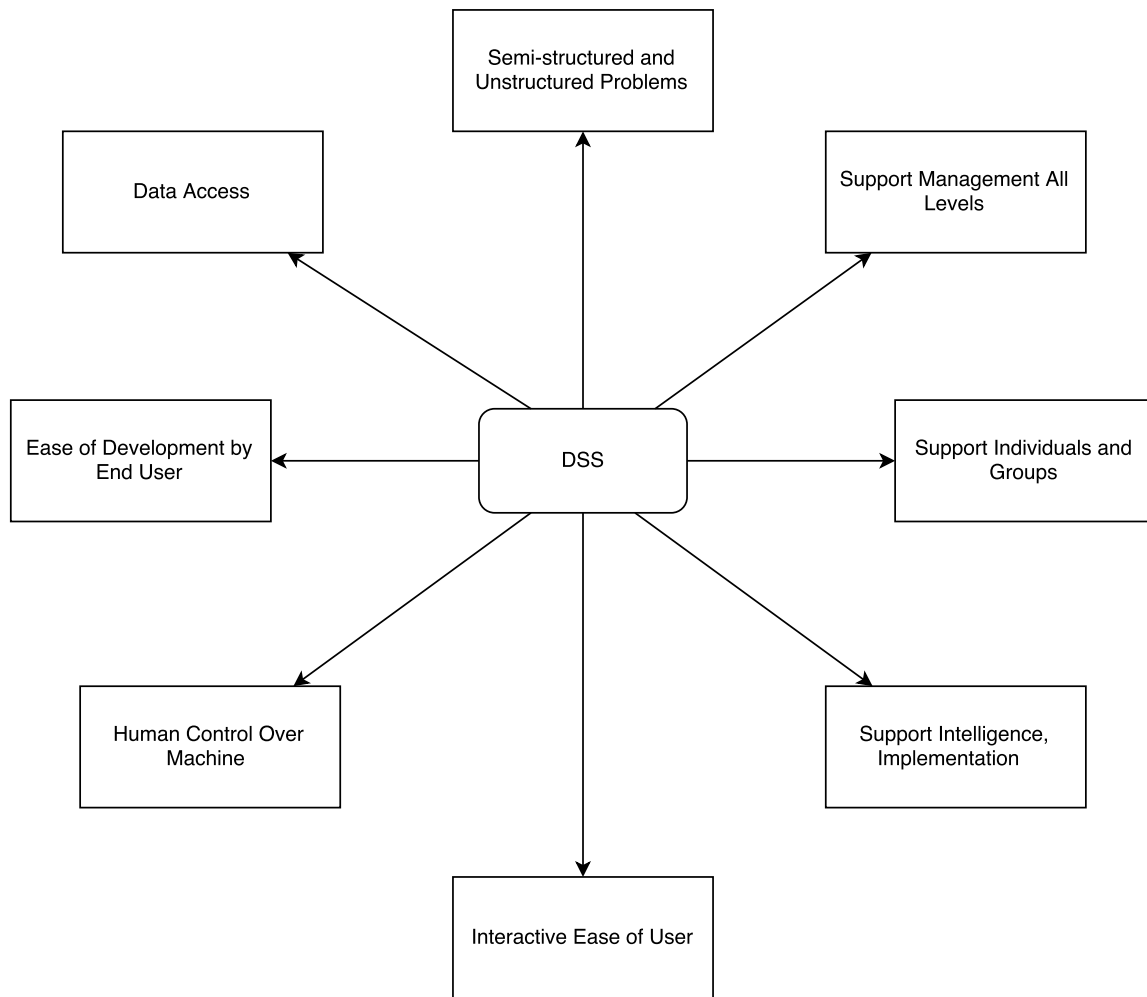 Semi-structured and
Unstructured Problems
Data Access
Support Management All
Levels
Ease of Development by
End User
DSS
Support Individuals and
Groups
Human Control Over
Machine
Support Intelligence,
Implementation
Interactive Ease of User